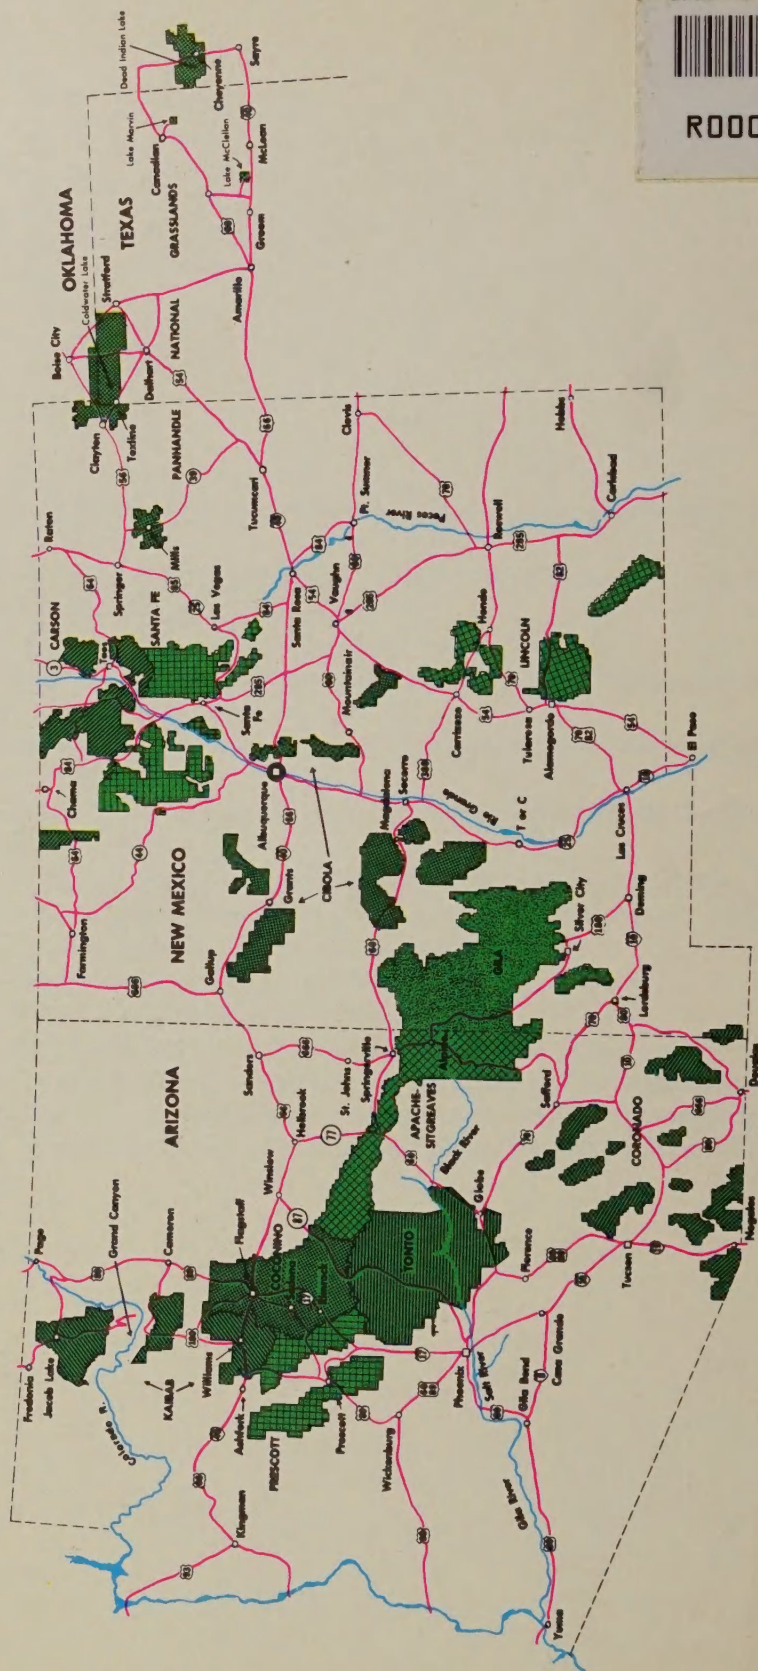 OKLAHOMA
TEXAS
NEW MEXICO
ARIZONA
PANHANDLE
NATIONAL
GRASSLANDS
Dead Indian Lake
Cheyenne
Sayre
Lake Marvin
Canadian
Lake McClellan
McLean
Groom
Amarillo
Boise City
Coldwater Lake
Stratford
Dalhart
Texline
Clayton
Raton
Springer
Mills
Tucumcari
Clovis
Hobbs
CARSON
Taos
SANTA FE
Las Vegas
Santa Rosa
Ft. Sumner
Pecos River
Vaughn
Roswell
Carlsbad
Chama
Santa Fe
Mountainair
Hondo
LINCOLN
Carrizozo
Tularosa
Alamogordo
El Paso
Albuquerque
CIBOLA
Magdalena
Socorro
Rio Grande
T or C
Las Cruces
Farmington
Gallup
Grants
GILA
Silver City
Deming
Lordsburg
Sanders
St. Johns
Springerville
Alpine
APACHE-
SITGREAVES
Black River
Safford
CORONADO
Douglas
Page
Grand Canyon
Cameron
Flagstaff
Winslow
Holbrook
COCONINO
Sedona
TONTO
Globe
Florence
Tucson
Nogales
Fredonia
Jacob Lake
Colorado R.
KAIBAB
Williams
Ashfork
PRESCOTT
Prescott
Kingman
Wickenburg
Phoenix
Salt River
Gila Bend
Casa Grande
Gila River
Yuma
R000